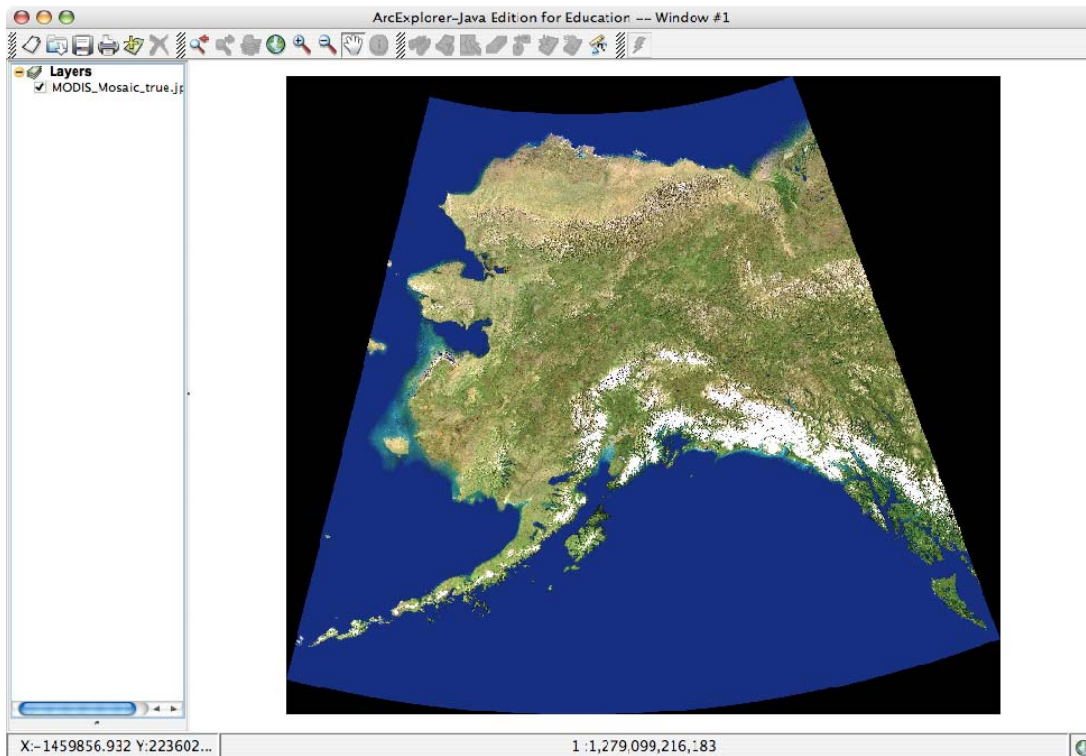 ArcExplorer-Java Edition for Education -- Window #1
Layers
MODIS_Mosaic_true.jp
X:-1459856.932 Y:223602...
1 :1,279,099,216,183